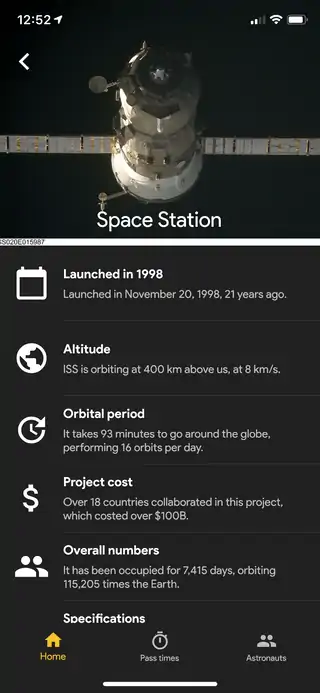 12:52
Space Station
SS020E015987
Launched in 1998
Launched in November 20, 1998, 21 years ago.
Altitude
ISS is orbiting at 400 km above us, at 8 km/s.
Orbital period
It takes 93 minutes to go around the globe,
performing 16 orbits per day.
Project cost
Over 18 countries collaborated in this project,
which costed over $100B.
Overall numbers
It has been occupied for 7,415 days, orbiting
115,205 times the Earth.
Specifications
Home
Pass times
Astronauts